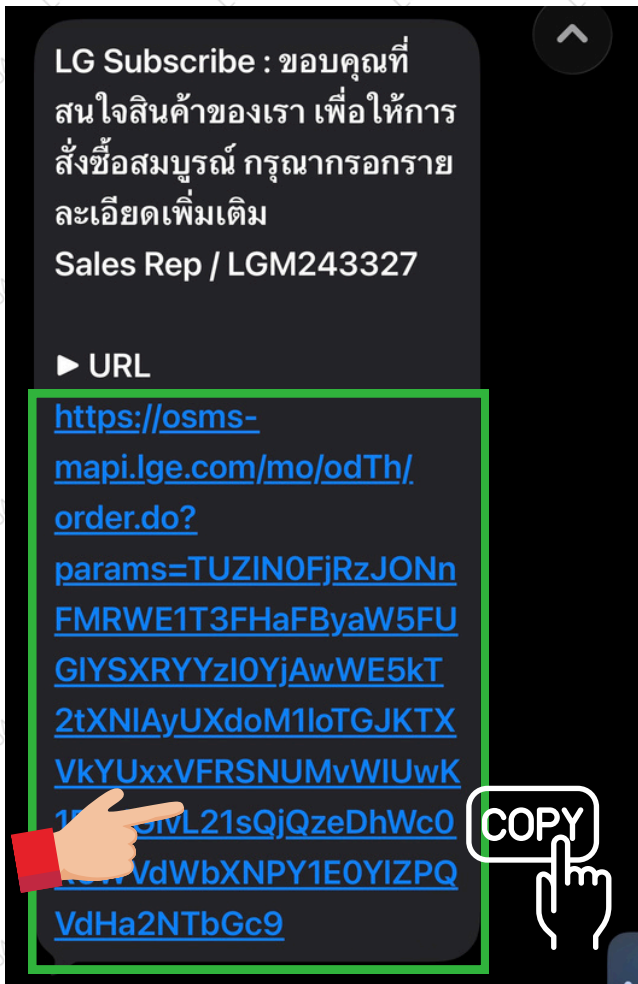 LG Subscribe : ขอบคุณที่
สนใจสินค้าของเรา เพื่อให้การ
สั่งซื้อสมบูรณ์ กรุณากรอกราย
ละเอียดเพิ่มเติม
Sales Rep / LGM243327
▶ URL
https://osms-
mapi.lge.com/mo/odTh/
order.do?
params=TUZIN0FjRzJONn
FMRWE1T3FHaFByaW5FU
GlYSXRYYzI0YjAwWE5kT
2tXNlAyUXdoM1loTGJKTX
VkYUxxVFRSNUMvWlUwK
L21sQjQzeDhWc0
COPY
VdWbXNPY1E0YlZPQ
VdHa2NTbGc9